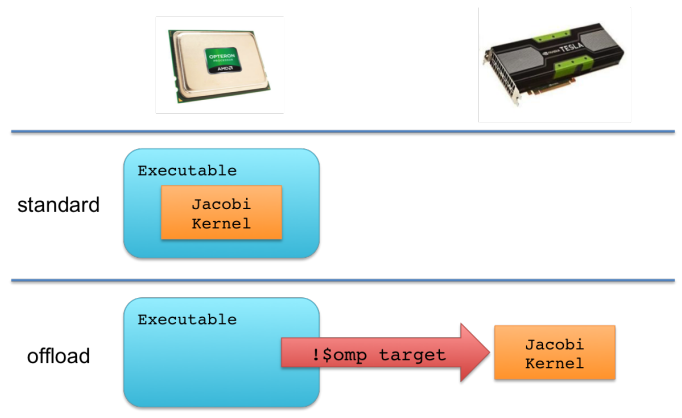 OPTERON
AMD
TESLA
standard
Executable
Jacobi
Kernel
offload
Executable
!$omp target
Jacobi
Kernel